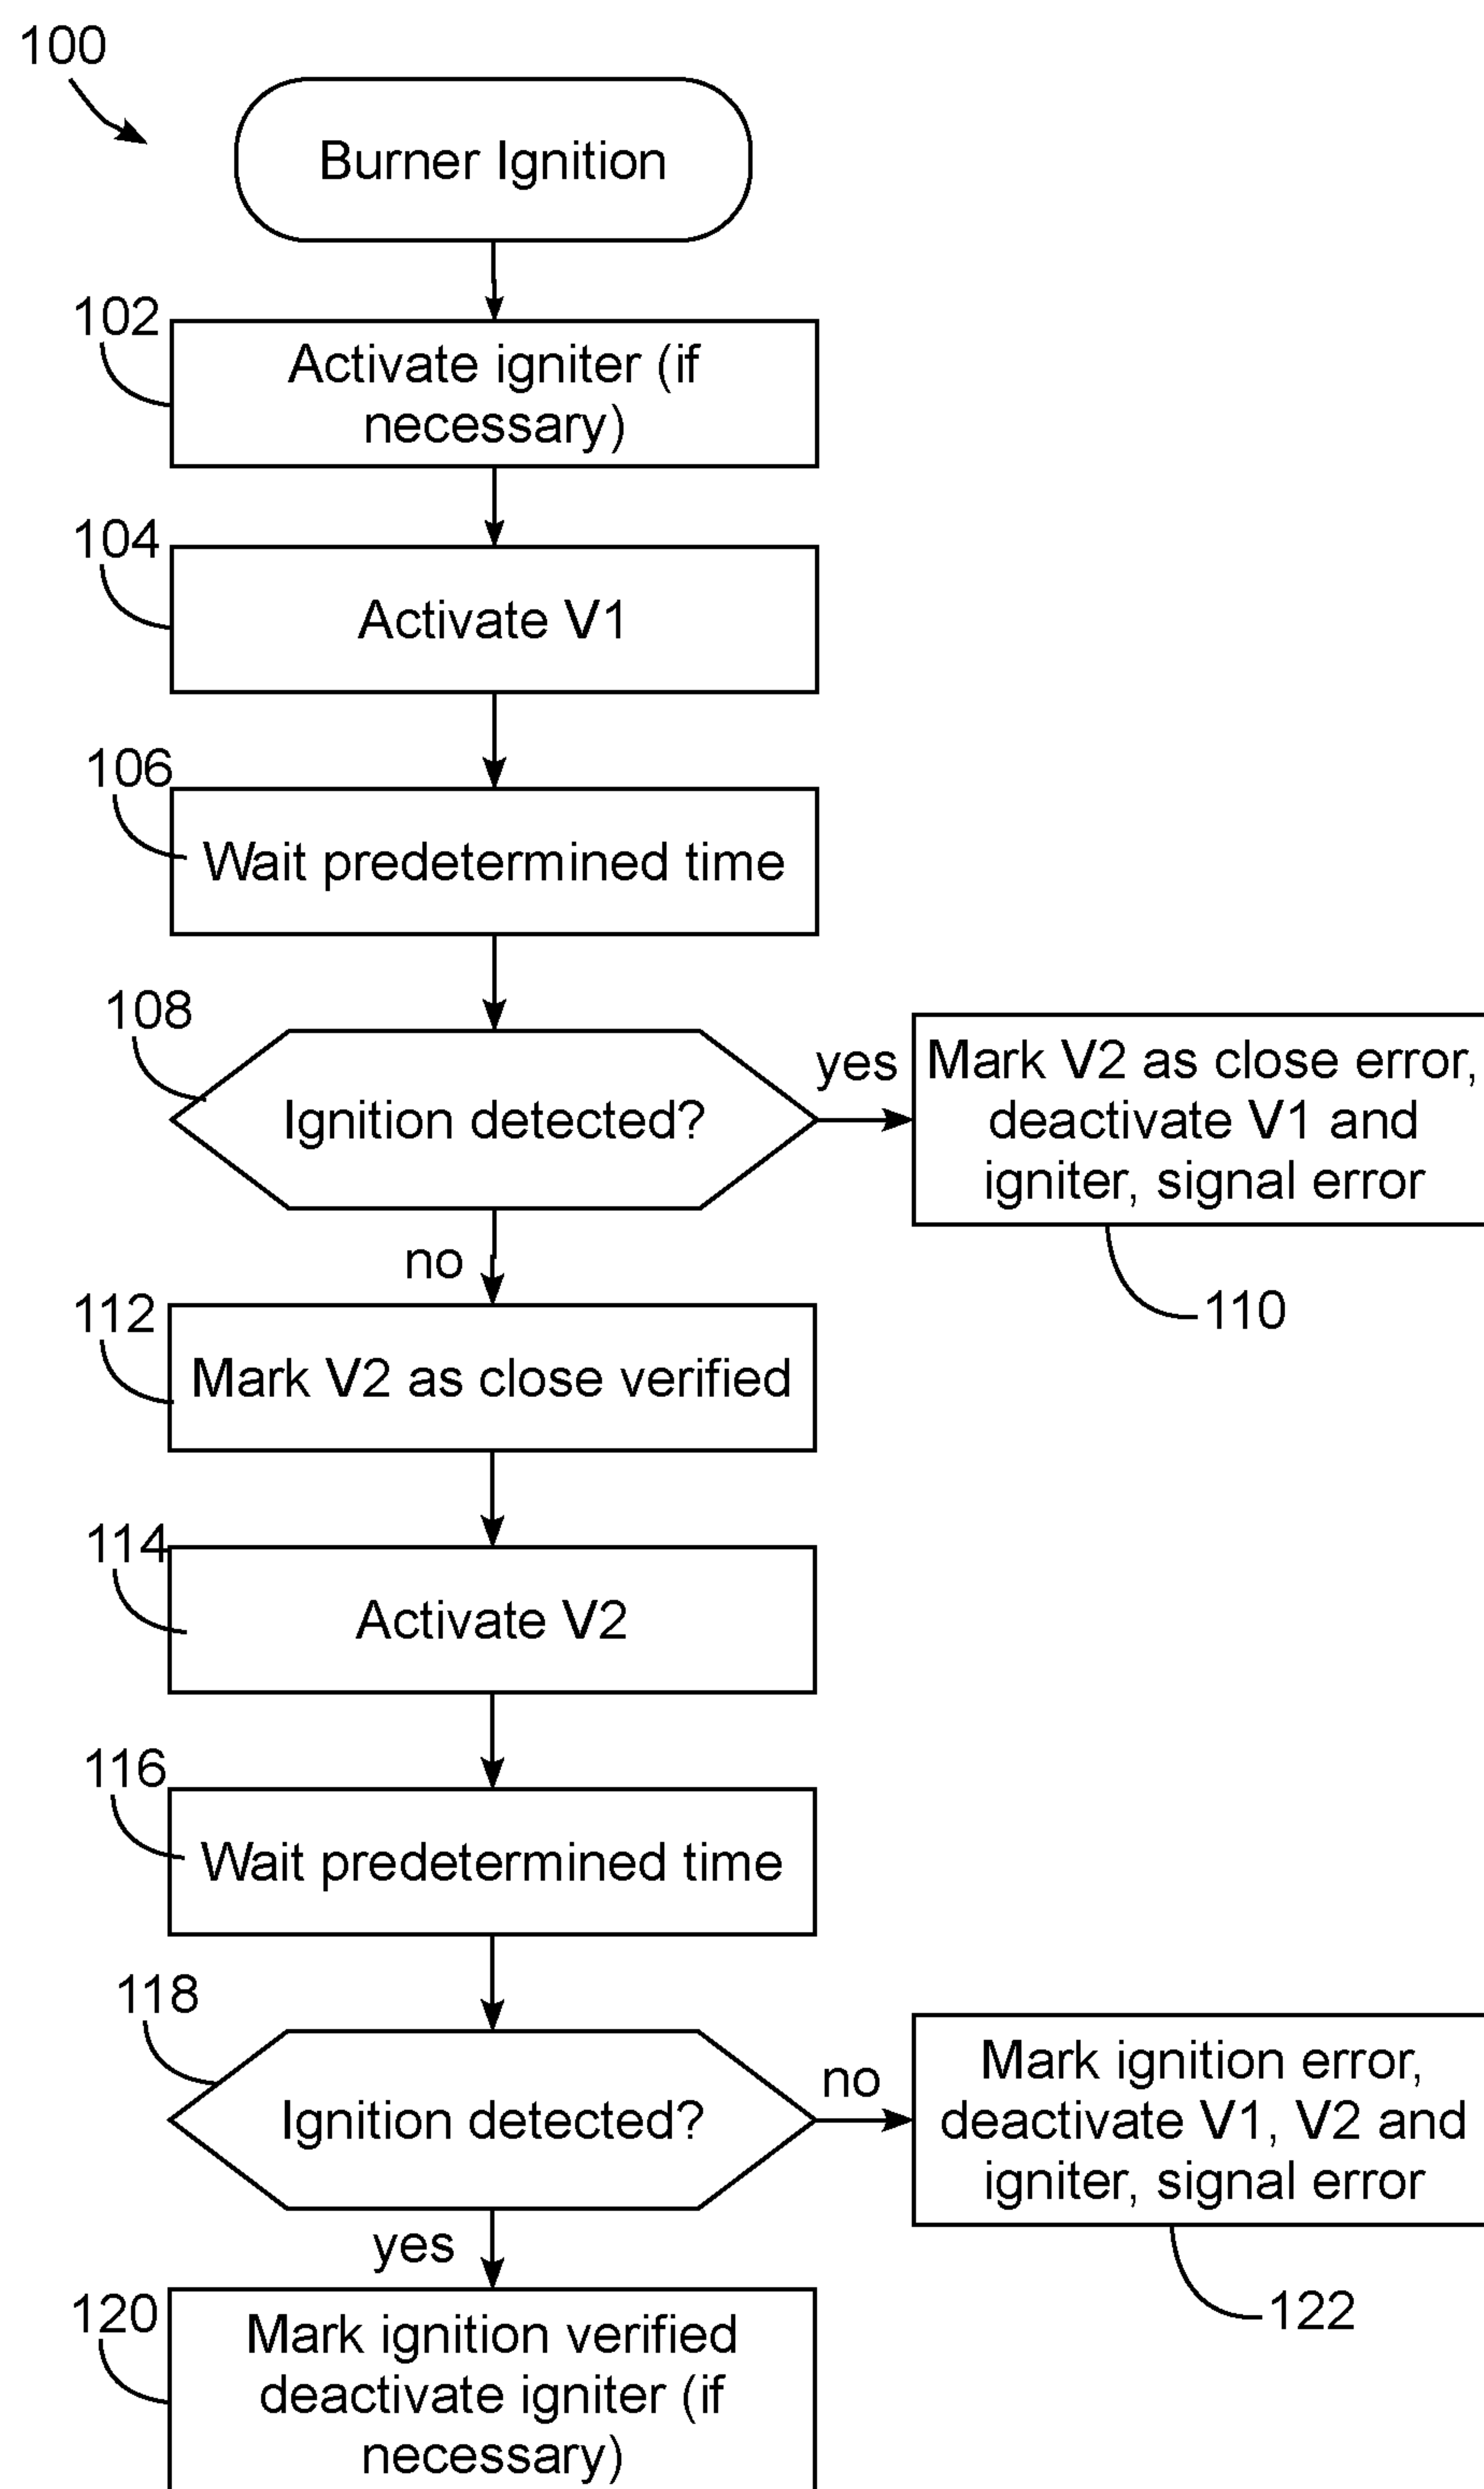 100
Burner Ignition
102
Activate igniter (if
necessary)
104
Activate V1
106
Wait predetermined time
108
Ignition detected?
yes
Mark V2 as close error,
deactivate V1 and
igniter, signal error
110
no
112
Mark V2 as close verified
114
Activate V2
116
Wait predetermined time
118
Ignition detected?
no
Mark ignition error,
deactivate V1, V2 and
igniter, signal error
122
yes
120
Mark ignition verified
deactivate igniter (if
necessary)